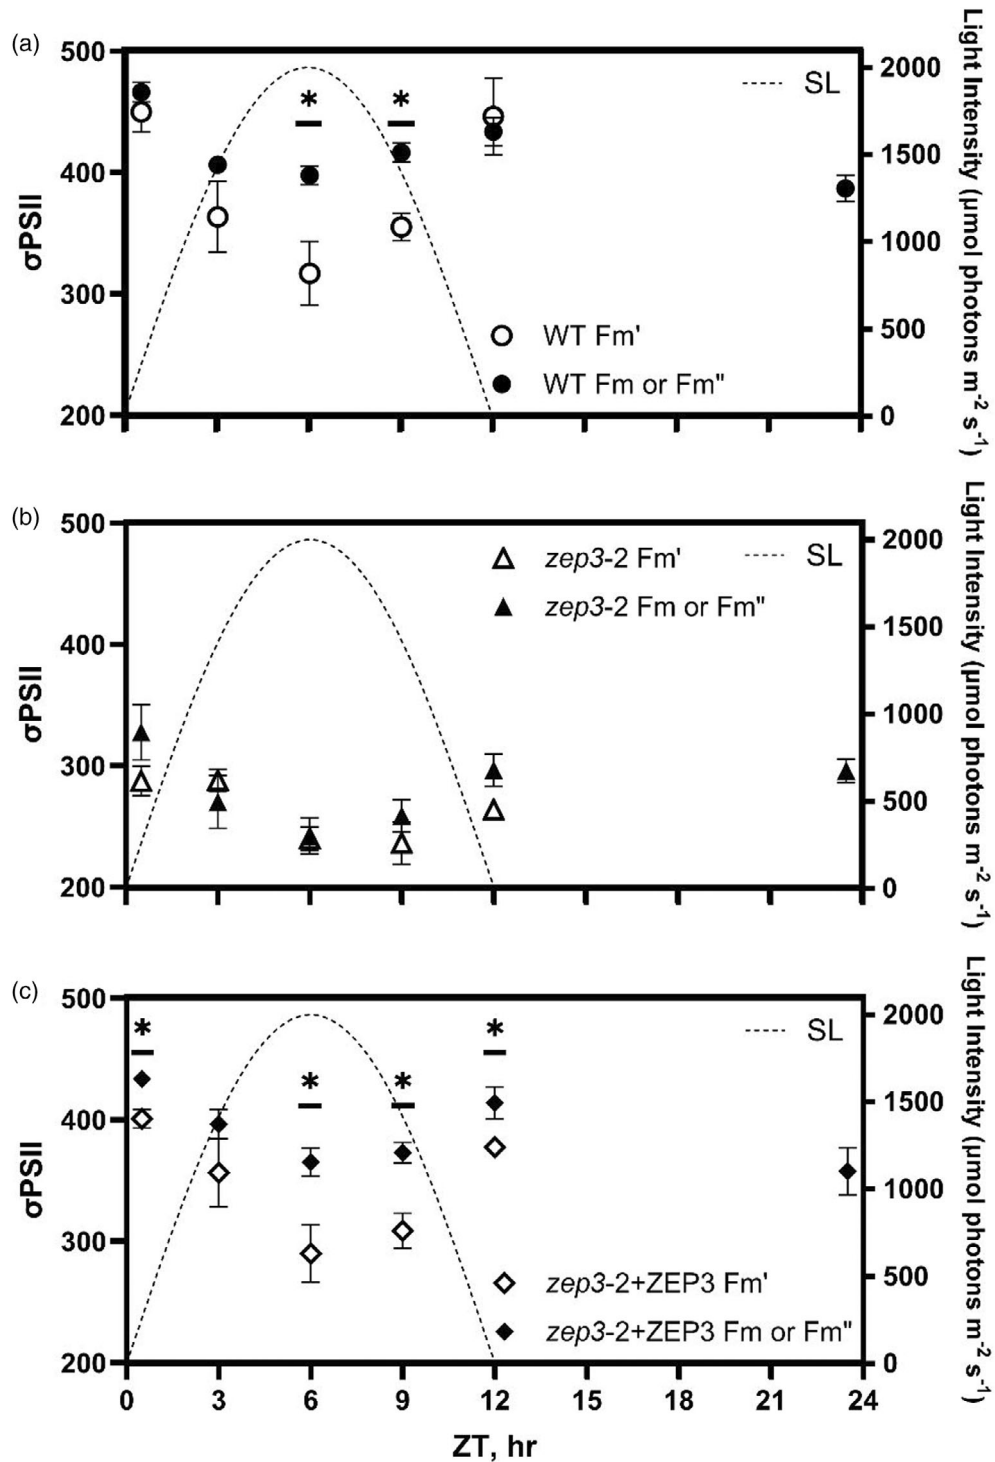 (a)
500
400
300
200
σPSII
2000
1500
1000
500
0
Light Intensity (μmol photons m-2 s-1)
SL
*
*
WT Fm'
WT Fm or Fm"
(b)
500
400
300
200
σPSII
2000
1500
1000
500
0
Light Intensity (μmol photons m-2 s-1)
zep3-2 Fm'
SL
zep3-2 Fm or Fm"
(c)
500
400
300
200
σPSII
2000
1500
1000
500
0
Light Intensity (μmol photons m-2 s-1)
SL
*
*
*
*
zep3-2+ZEP3 Fm'
zep3-2+ZEP3 Fm or Fm"
0 3 6 9 12 15 18 21 24
ZT, hr